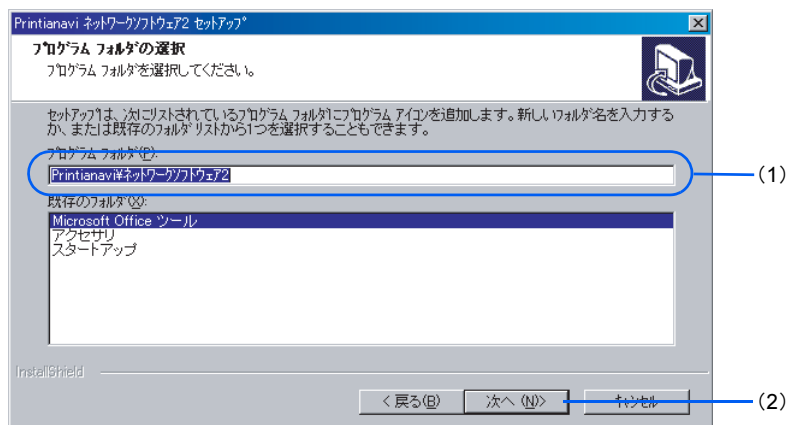 Printianavi ネットワークソフトウェア2 セットアップ
プログラム フォルダの選択
プログラム フォルダを選択してください。
セットアップは、次にリストされているプログラム フォルダにプログラム アイコンを追加します。新しいフォルダ名を入力する
か、または既存のフォルダ リストから1つを選択することもできます。
プログラム フォルダ(P):
Printianavi¥ネットワークソフトウェア2
(1)
既存のフォルダ(X):
Microsoft Office ツール
アクセサリ
スタートアップ
InstallShield
< 戻る(B)
次へ (N)>
キャンセル
(2)